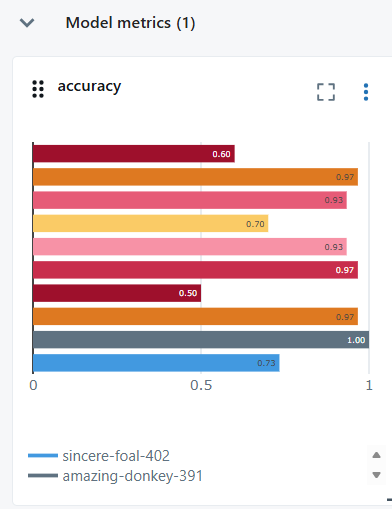 Model metrics (1)
accuracy
0.60
0.97
0.93
0.70
0.93
0.97
0.50
0.97
1.00
0.73
0 0.5 1
sincere-foal-402
amazing-donkey-391